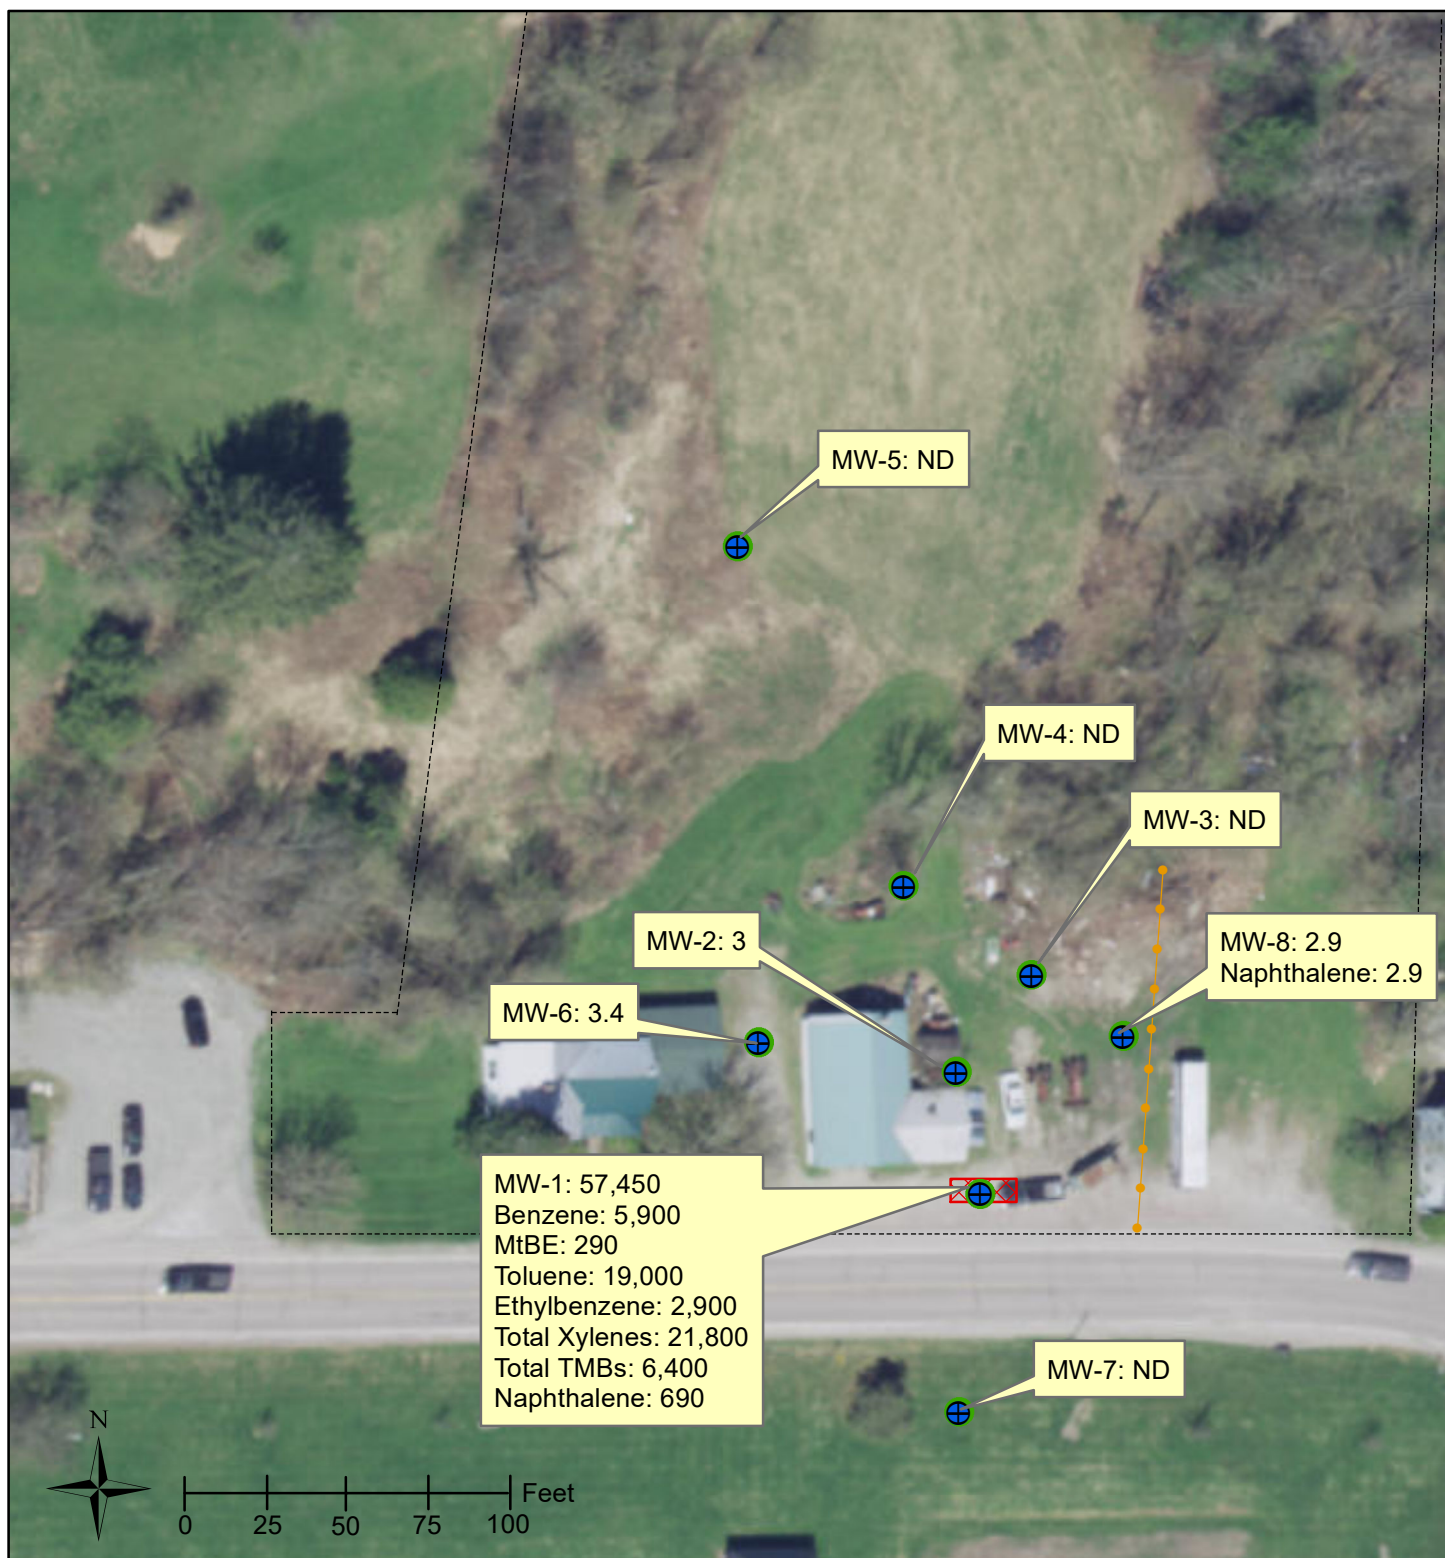 MW-5: ND
MW-4: ND
MW-3: ND
MW-2: 3
MW-8: 2.9
Naphthalene: 2.9
MW-6: 3.4
MW-1: 57,450
Benzene: 5,900
MtBE: 290
Toluene: 19,000
Ethylbenzene: 2,900
Total Xylenes: 21,800
Total TMBs: 6,400
Naphthalene: 690
MW-7: ND
N
Feet
0 25 50 75 100